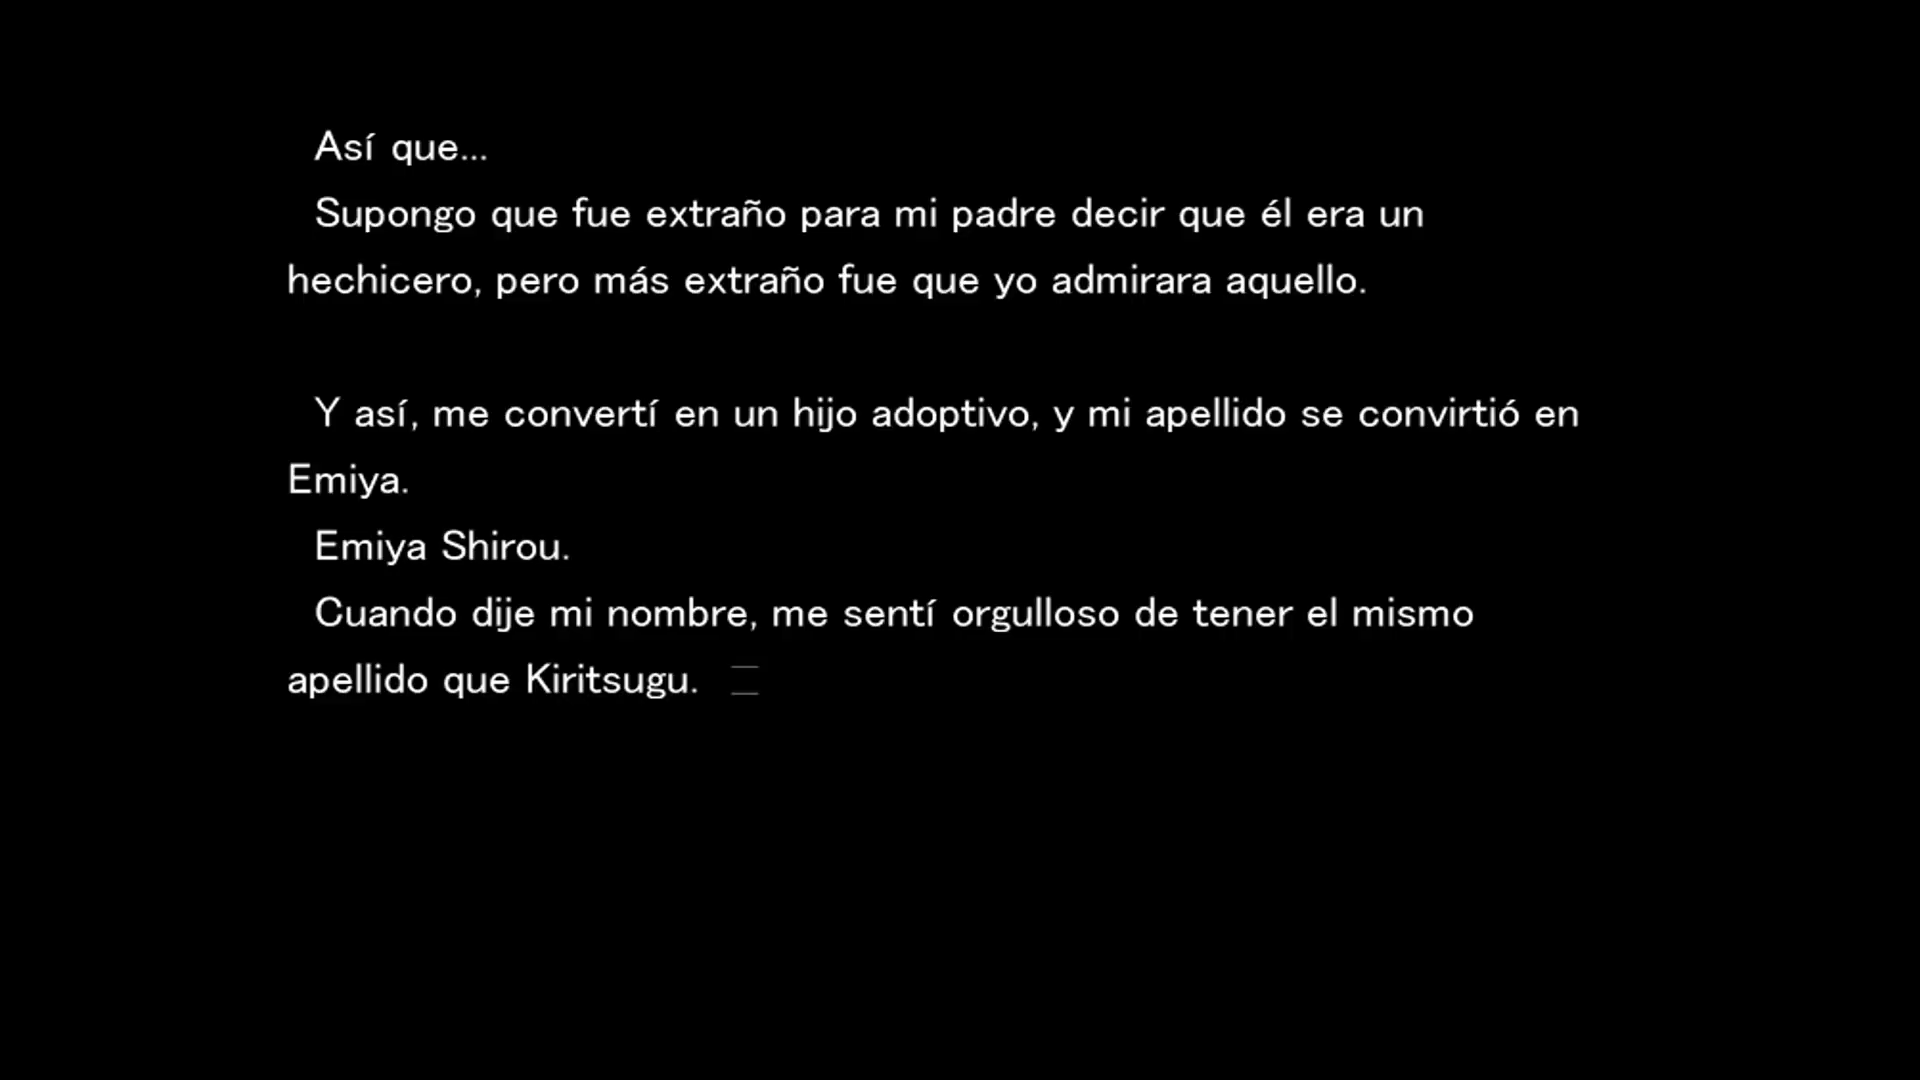 Así que...
Supongo que fue extraño para mi padre decir que él era un
hechicero, pero más extraño fue que yo admirara aquello.
Y así, me convertí en un hijo adoptivo, y mi apellido se convirtió en
Emiya.
Emiya Shirou.
Cuando dije mi nombre, me sentí orgulloso de tener el mismo
apellido que Kiritsugu.